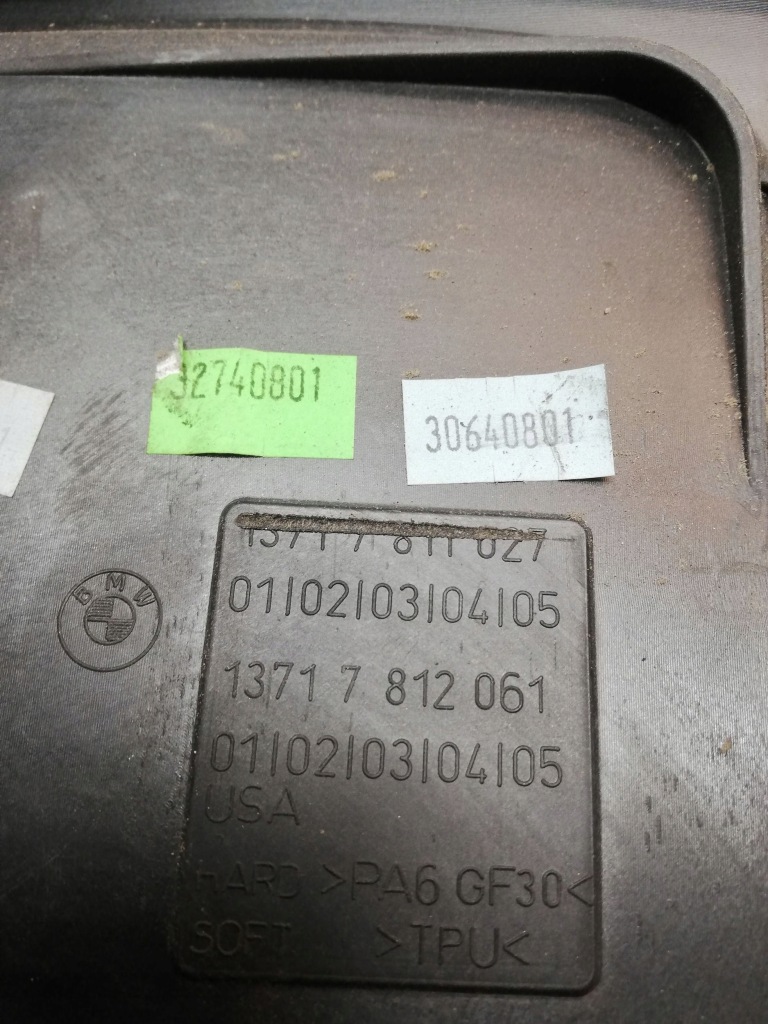 32740801
30640801
BMW
1371 7 811 027
01|02|03|04|05
1371 7 812 061
01|02|03|04|05
USA
HARD >PA6 GF30<
SOFT >TPU<